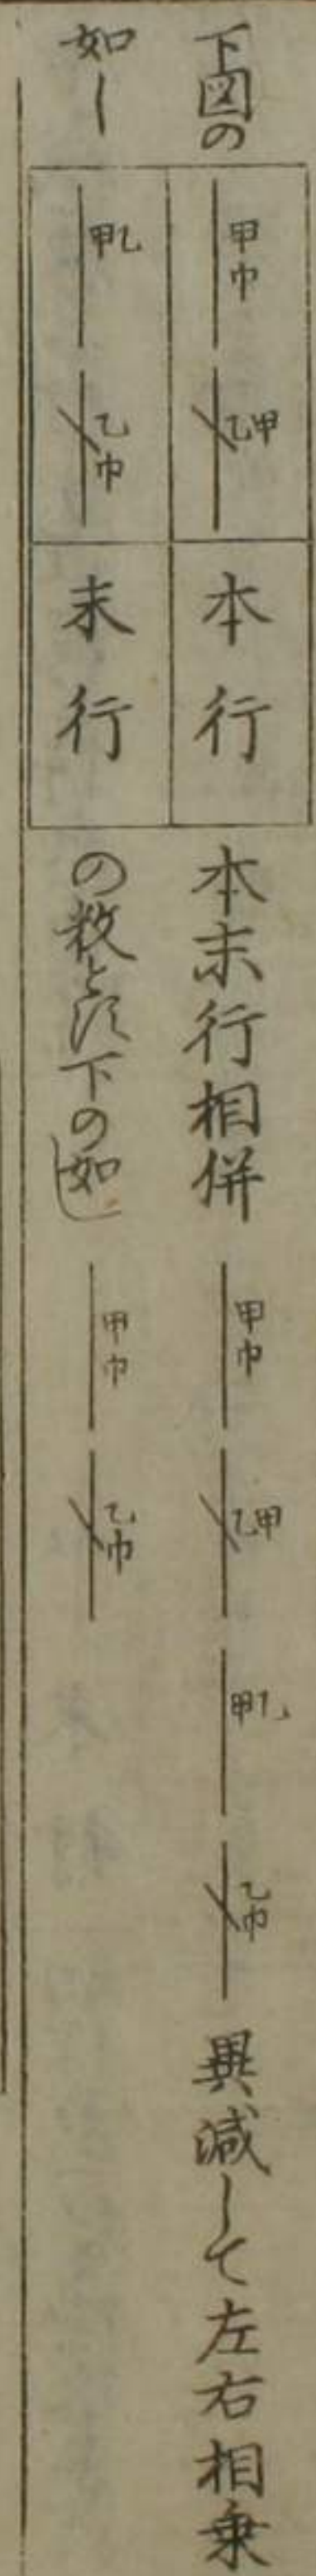 下図の
如し
甲巾 乙甲 本行
甲乙 乙巾 末行
本末行相併 甲巾 乙甲 甲乙 乙巾 異減して左右相乗
の数とす下の如し 甲巾 乙巾